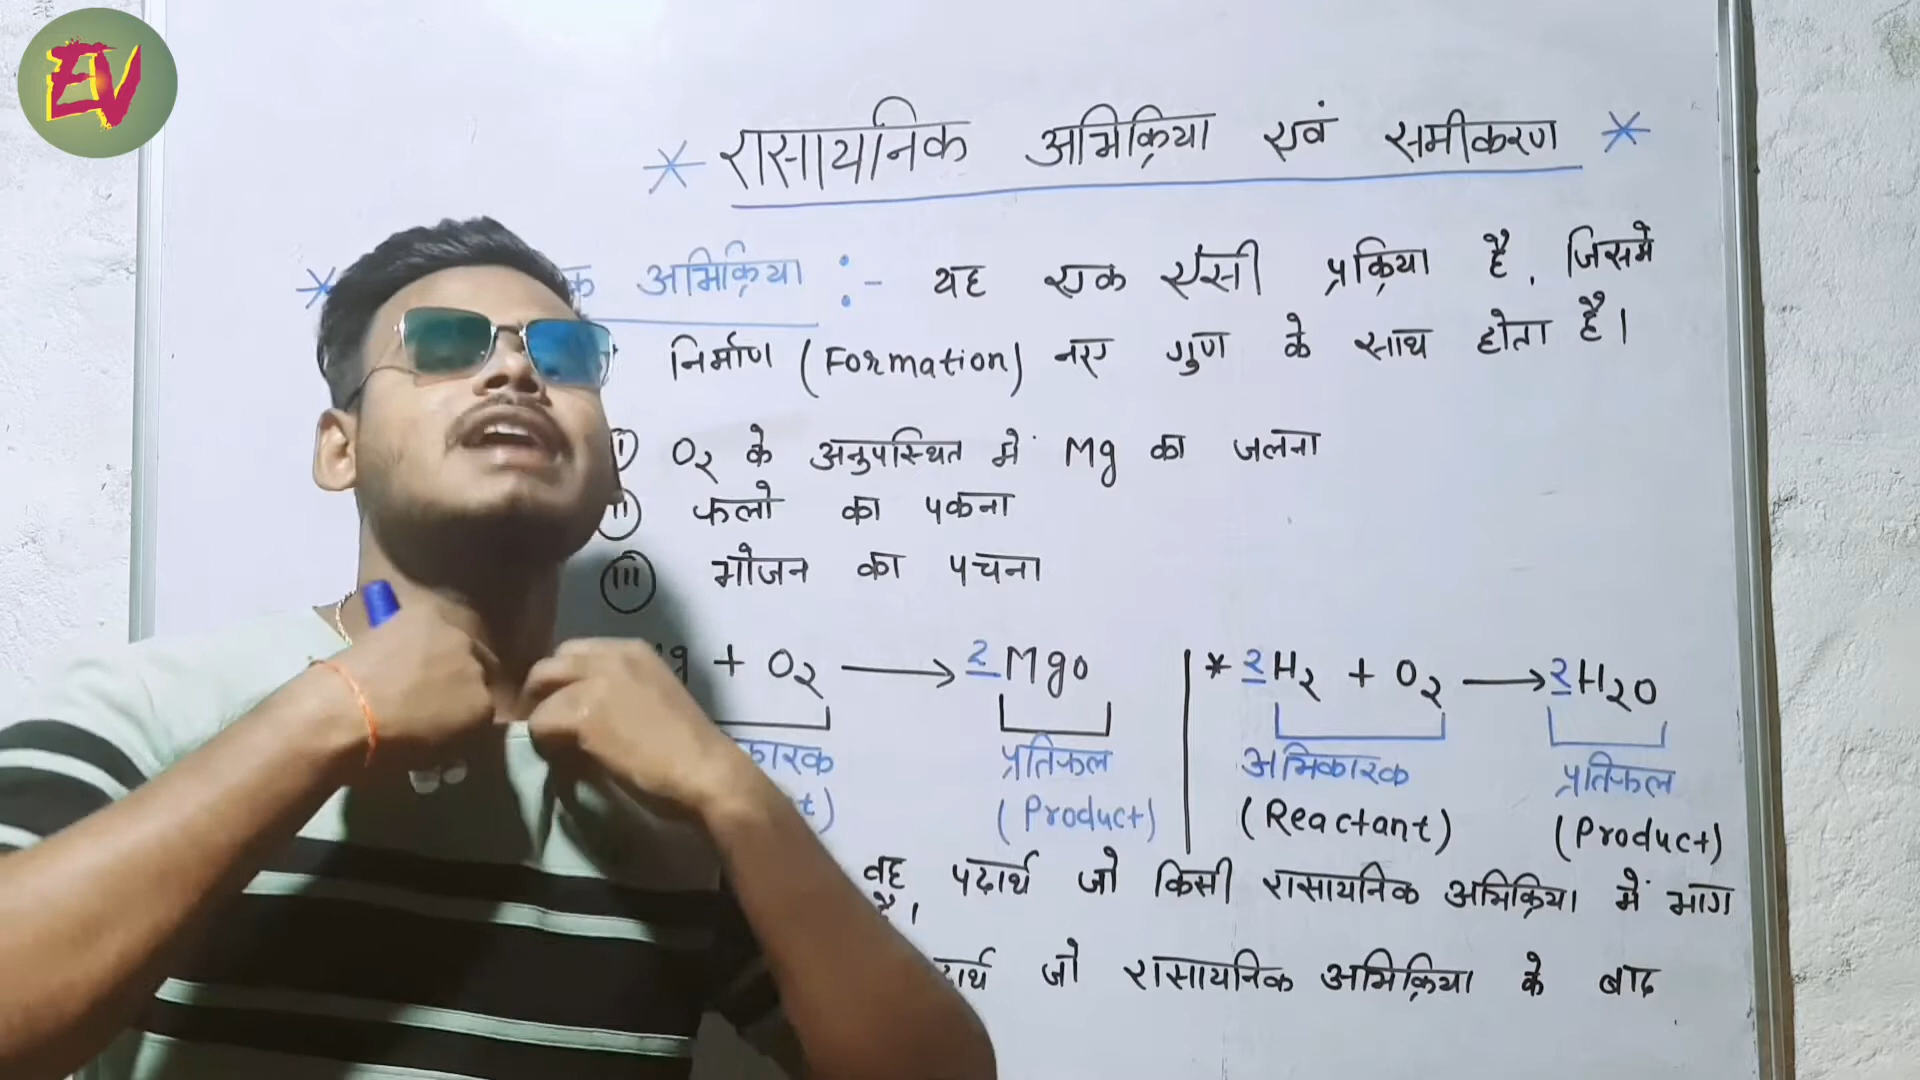 EV
* रासायनिक अभिक्रिया एवं समीकरण *
* क अभिक्रिया :- यह एक ऐसी प्रक्रिया है, जिसमें
निर्माण (Formation) नए गुण के साथ होता है।
O2 के अनुपस्थित में Mg का जलना
फलो का पकना
(III) भोजन का पचना
g + O2 → 2MgO | * 2H2 + O2 → 2H2O
कारक प्रतिफल अभिकारक प्रतिफल
t) (Product) (Reactant) (Product)
वह पदार्थ जो किसी रासायनिक अभिक्रिया में भाग
है।
दार्थ जो रासायनिक अभिक्रिया के बाद